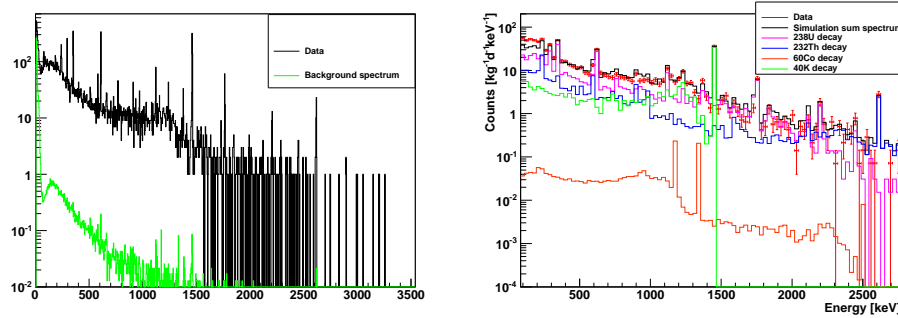 10²
10
1
10⁻¹
10⁻²
0 500 1000 1500 2000 2500 3000 3500
Data
Background spectrum
Counts [kg⁻¹d⁻¹keV⁻¹]
10²
10
1
10⁻¹
10⁻²
10⁻³
10⁻⁴
500 1000 1500 2000 2500
Energy [keV]
Data
Simulation sum spectrum
238U decay
232Th decay
60Co decay
40K decay